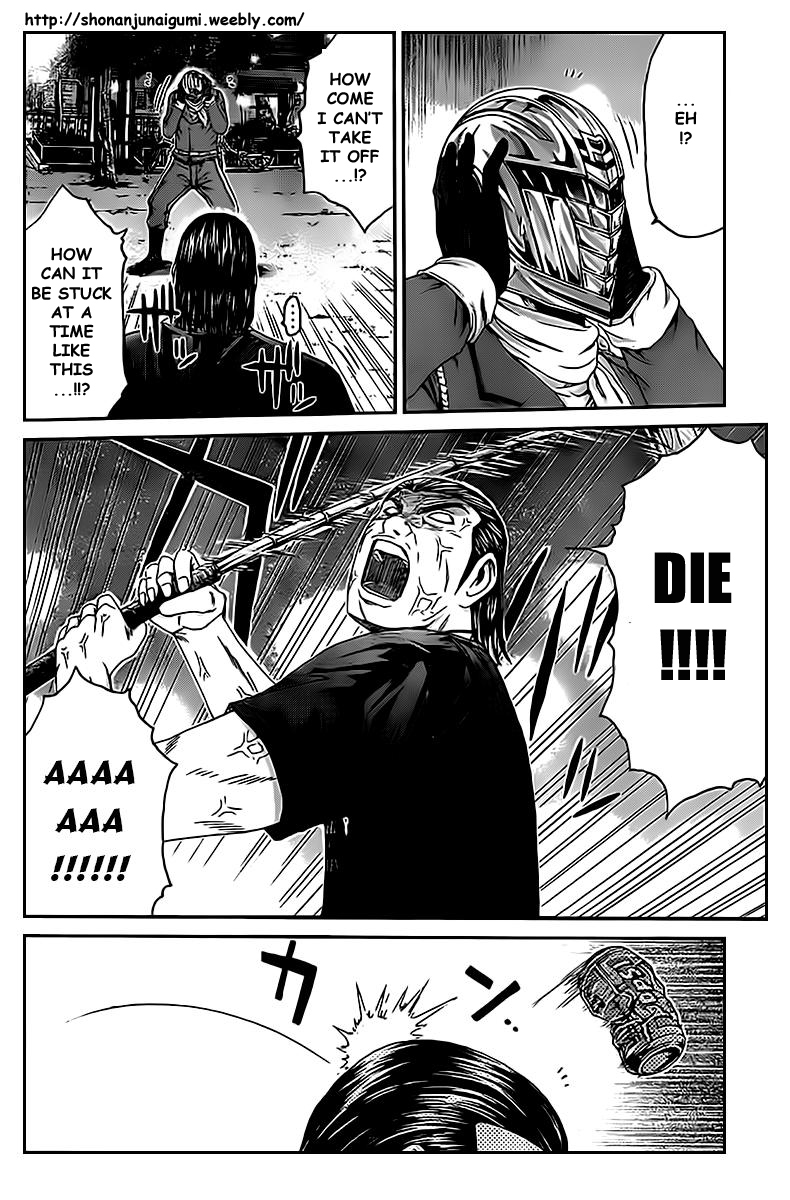 http://shonanjunaigumi.weebly.com/
...
EH
!?
HOW
COME
I CAN'T
TAKE
IT OFF
...!?
HOW
CAN IT
BE STUCK
AT A
TIME
LIKE
THIS
...!!?
DIE
!!!!
AAAA
AAA
!!!!!!
カン